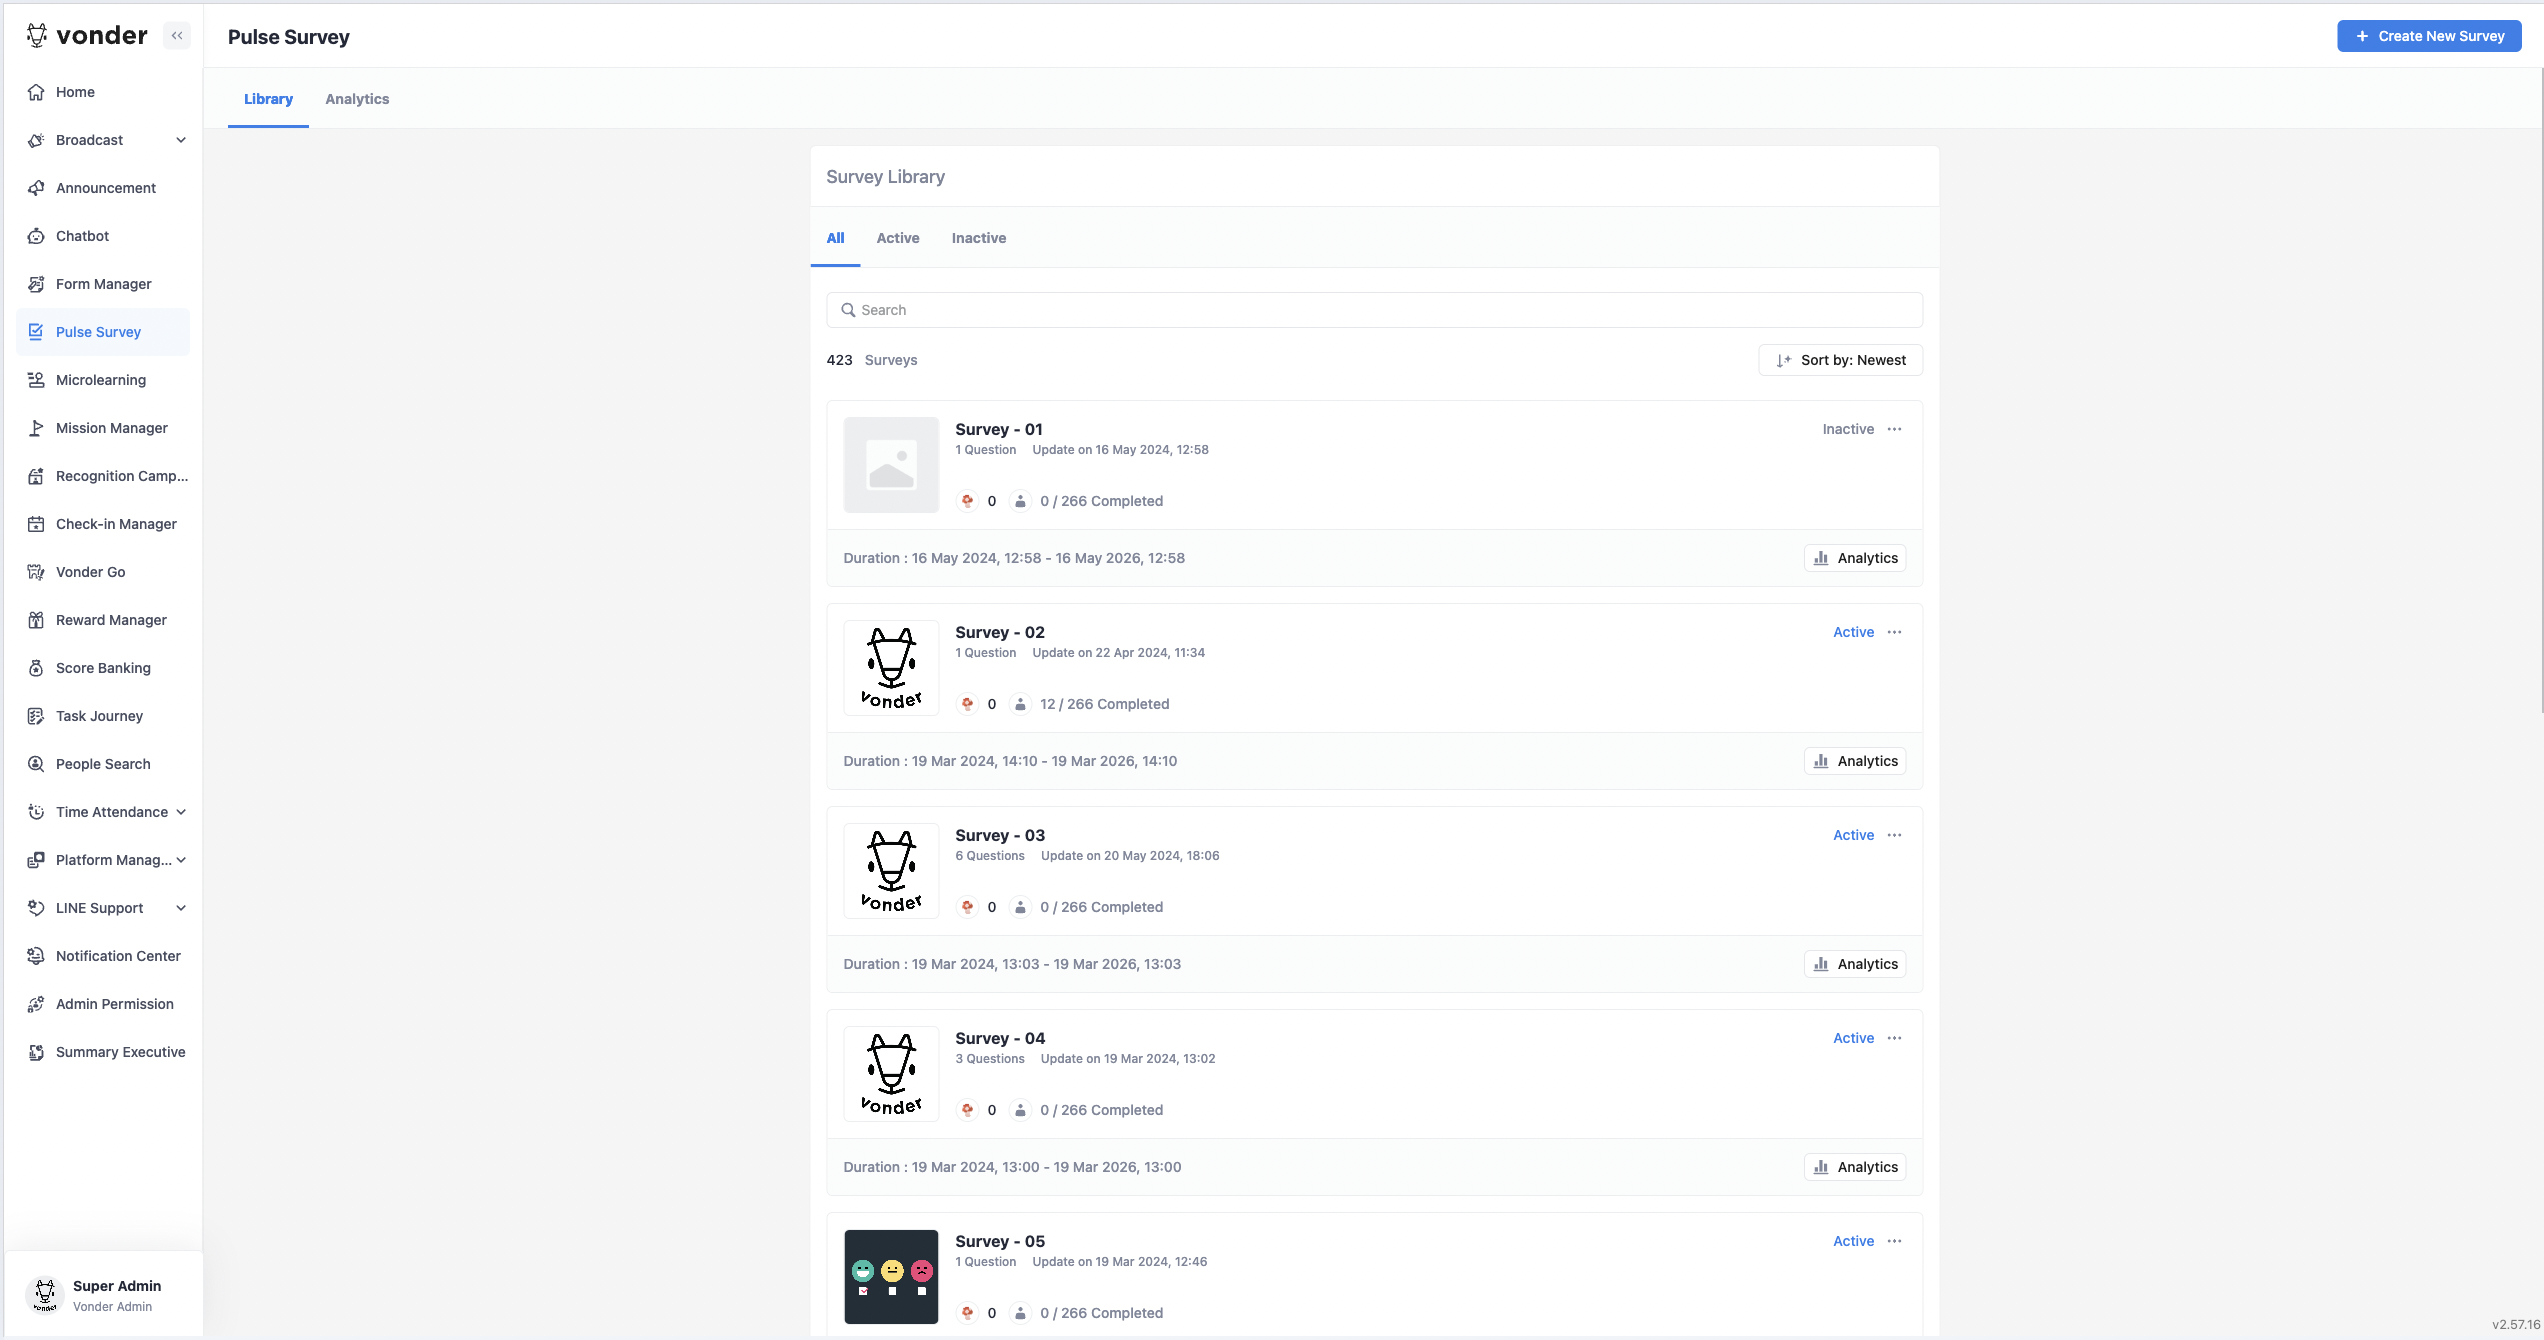 vonder
Pulse Survey
+ Create New Survey
Home
Broadcast
Announcement
Chatbot
Form Manager
Pulse Survey
Microlearning
Mission Manager
Recognition Camp...
Check-in Manager
Vonder Go
Reward Manager
Score Banking
Task Journey
People Search
Time Attendance
Platform Manag...
LINE Support
Notification Center
Admin Permission
Summary Executive
vonder
Super Admin
Vonder Admin
Library Analytics
Survey Library
All Active Inactive
Search
423 Surveys
Sort by: Newest
Survey - 01
Inactive
1 Question Update on 16 May 2024, 12:58
0 0 / 266 Completed
Duration : 16 May 2024, 12:58 - 16 May 2026, 12:58
Analytics
vonder
Survey - 02
Active
1 Question Update on 22 Apr 2024, 11:34
0 12 / 266 Completed
Duration : 19 Mar 2024, 14:10 - 19 Mar 2026, 14:10
Analytics
vonder
Survey - 03
Active
6 Questions Update on 20 May 2024, 18:06
0 0 / 266 Completed
Duration : 19 Mar 2024, 13:03 - 19 Mar 2026, 13:03
Analytics
vonder
Survey - 04
Active
3 Questions Update on 19 Mar 2024, 13:02
0 0 / 266 Completed
Duration : 19 Mar 2024, 13:00 - 19 Mar 2026, 13:00
Analytics
Survey - 05
Active
1 Question Update on 19 Mar 2024, 12:46
0 0 / 266 Completed
v2.57.16